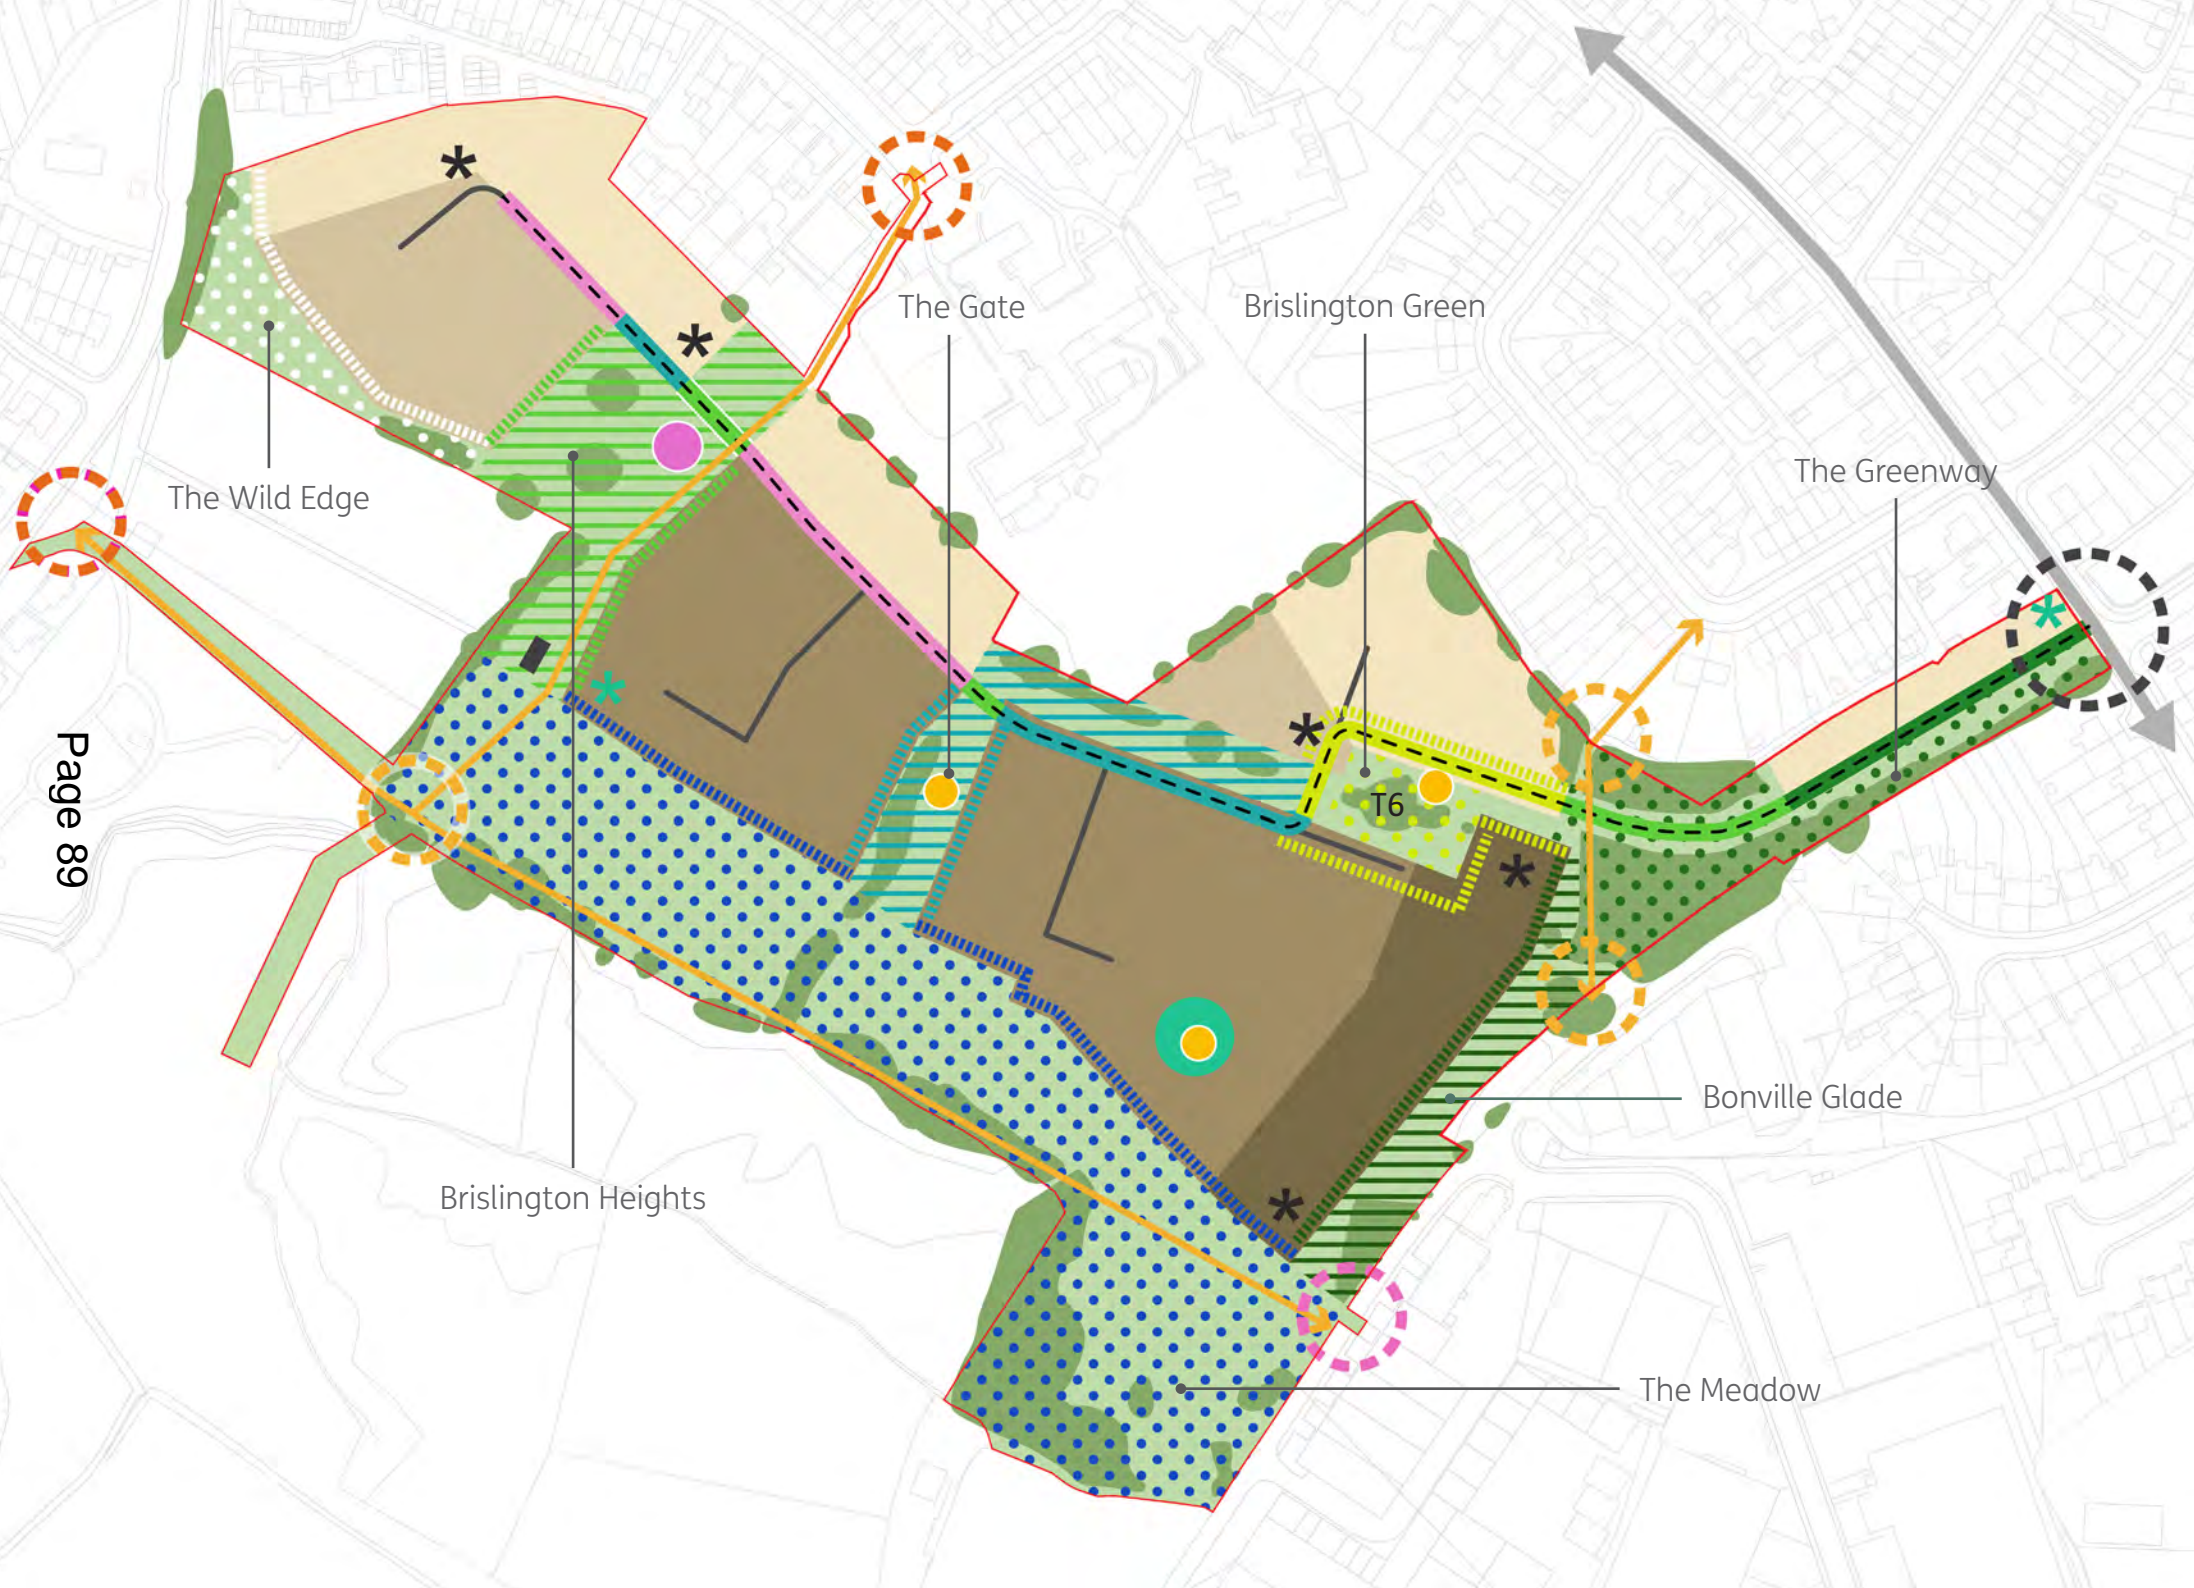 The Gate
Brislington Green
The Greenway
The Wild Edge
T6
Page 89
Bonville Glade
Brislington Heights
The Meadow